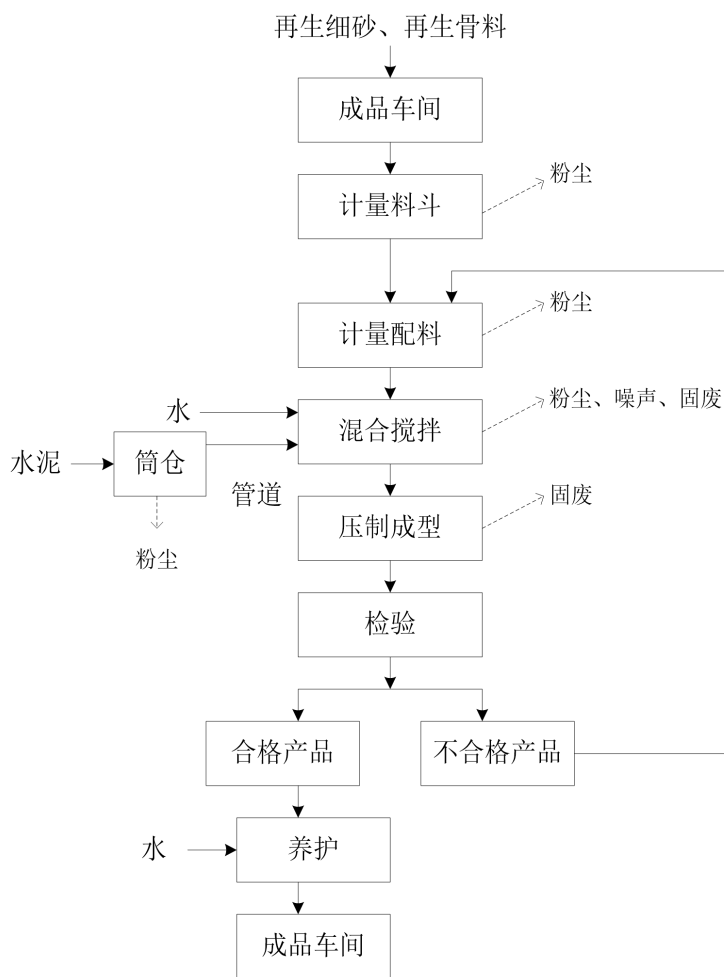 再生细砂、再生骨料
成品车间
粉尘
计量料斗
粉尘
计量配料
粉尘、噪声、固废
水
混合搅拌
水泥
筒仓
管道
固废
压制成型
粉尘
检验
合格产品
不合格产品
水
养护
成品车间